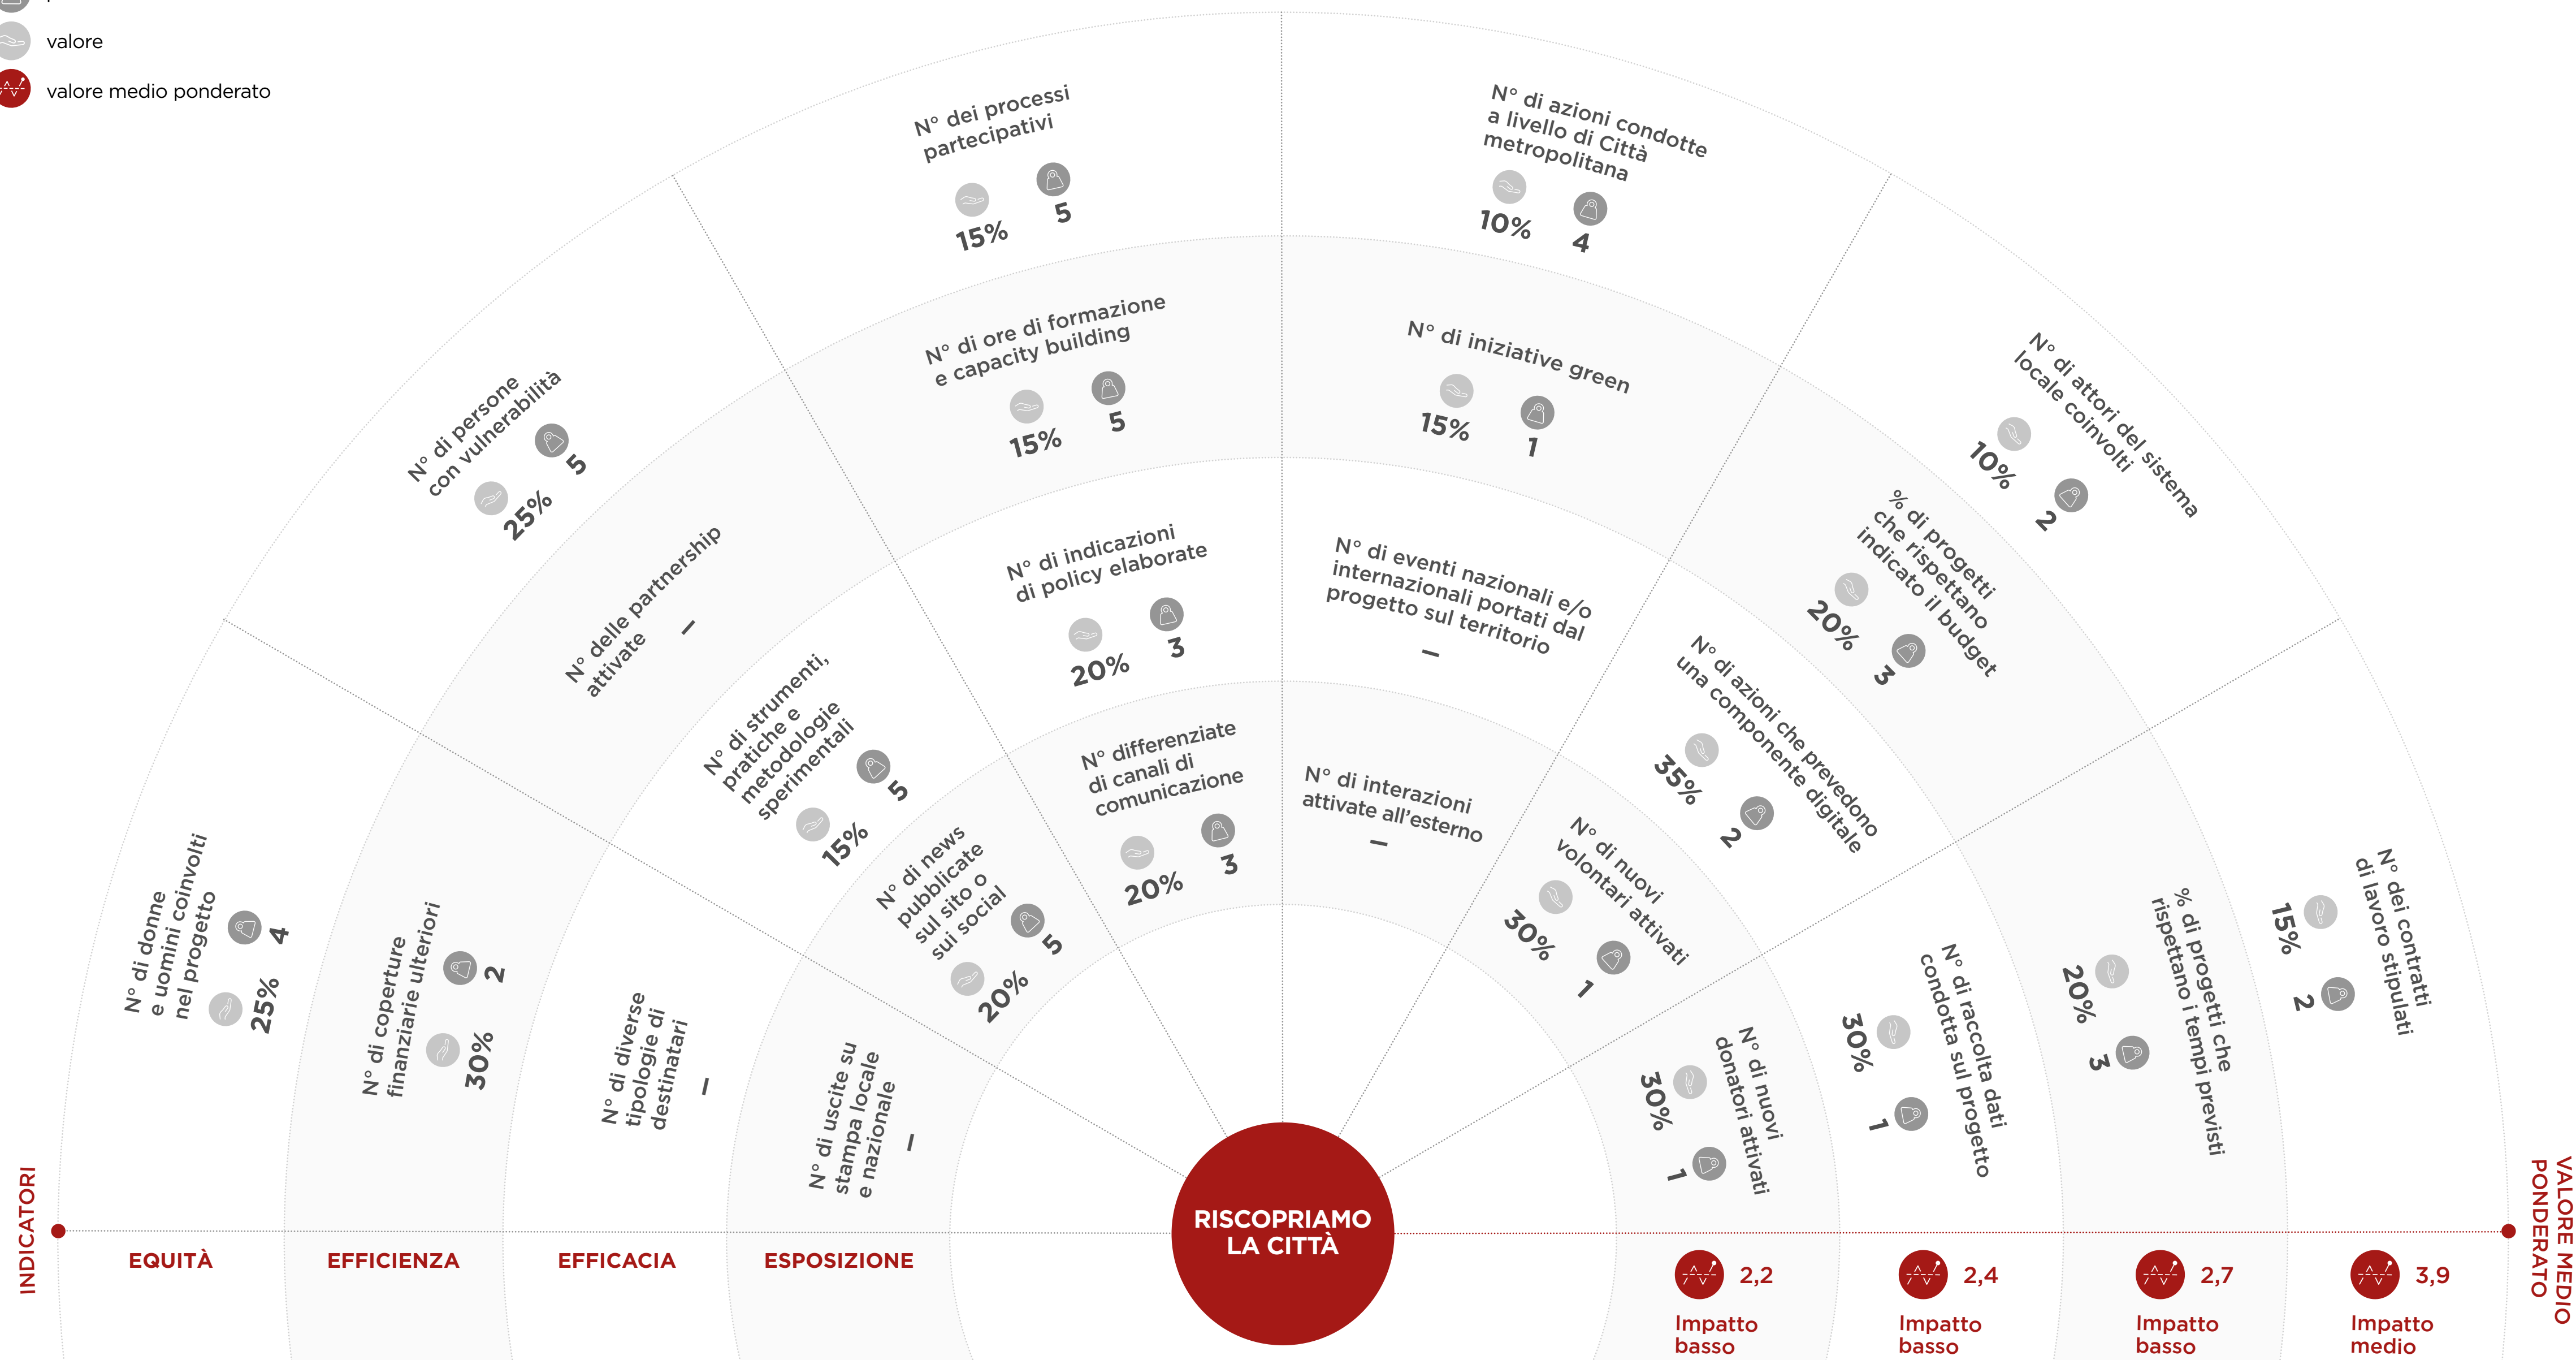 valore
valore medio ponderato
N° di donne
e uomini coinvolti
nel progetto
25%
4
N° di persone
con vulnerabilità
25%
5
N° dei processi
partecipativi
15%
5
N° di azioni condotte
a livello di Città
metropolitana
10%
4
N° di attori del sistema
locale coinvolti
10%
2
N° dei contratti
di lavoro stipulati
15%
2
N° di coperture
finanziarie ulteriori
30%
2
N° delle partnership
attivate
–
N° di ore di formazione
e capacity building
15%
5
N° di iniziative green
15%
1
% di progetti
che rispettano
indicato il budget
20%
3
% di progetti che
rispettano i tempi previsti
20%
3
N° di diverse
tipologie di
destinatari
–
N° di strumenti,
pratiche e
metodologie
sperimentali
15%
5
N° di indicazioni
di policy elaborate
20%
3
N° di eventi nazionali e/o
internazionali portati dal
progetto sul territorio
–
N° di azioni che prevedono
una componente digitale
35%
2
N° di raccolta dati
condotta sul progetto
30%
1
N° di uscite su
stampa locale
e nazionale
–
N° di news
pubblicate
sul sito o
sui social
20%
5
N° differenziate
di canali di
comunicazione
20%
3
N° di interazioni
attivate all’esterno
–
N° di nuovi
volontari attivati
30%
1
N° di nuovi
donatori attivati
30%
1
RISCOPRIAMO
LA CITTÀ
INDICATORI
EQUITÀ
EFFICIENZA
EFFICACIA
ESPOSIZIONE
2,2
Impatto
basso
2,4
Impatto
basso
2,7
Impatto
basso
3,9
Impatto
medio
VALORE MEDIO
PONDERATO